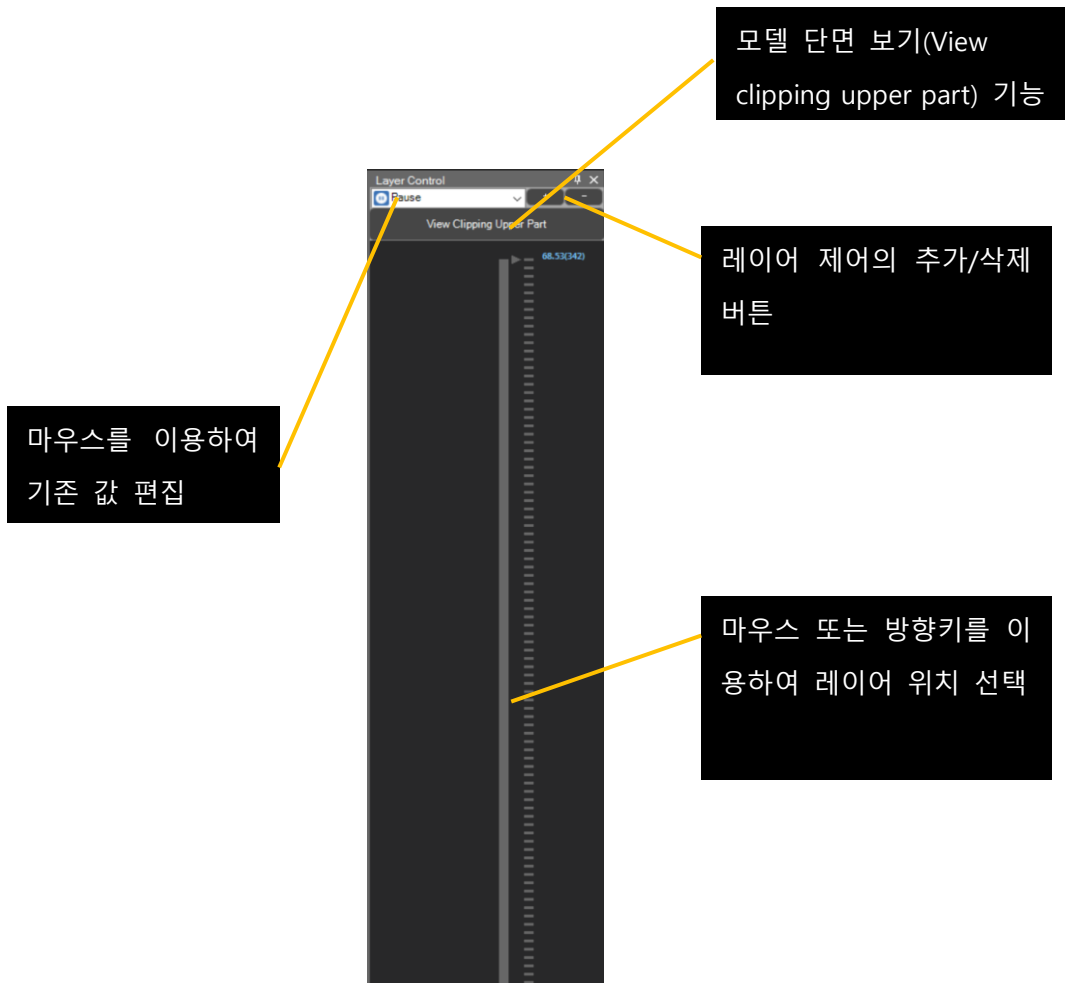 모델 단면 보기(View
clipping upper part) 기능
Layer Control
Pause
+ -
View Clipping Upper Part
68.53(342)
레이어 제어의 추가/삭제
버튼
마우스를 이용하여
기존 값 편집
마우스 또는 방향키를 이
용하여 레이어 위치 선택